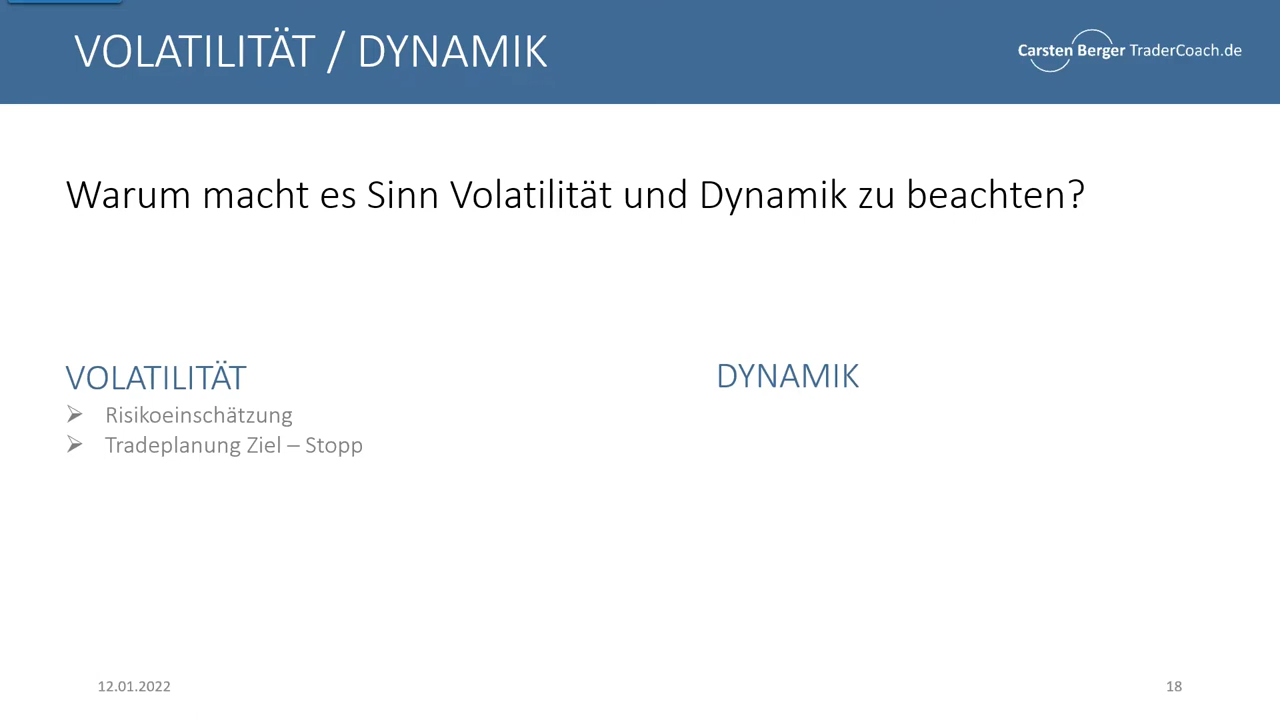 VOLATILITÄT / DYNAMIK
Carsten Berger TraderCoach.de
Warum macht es Sinn Volatilität und Dynamik zu beachten?
VOLATILITÄT
Risikoeinschätzung
Tradeplanung Ziel – Stopp
DYNAMIK
12.01.2022
18